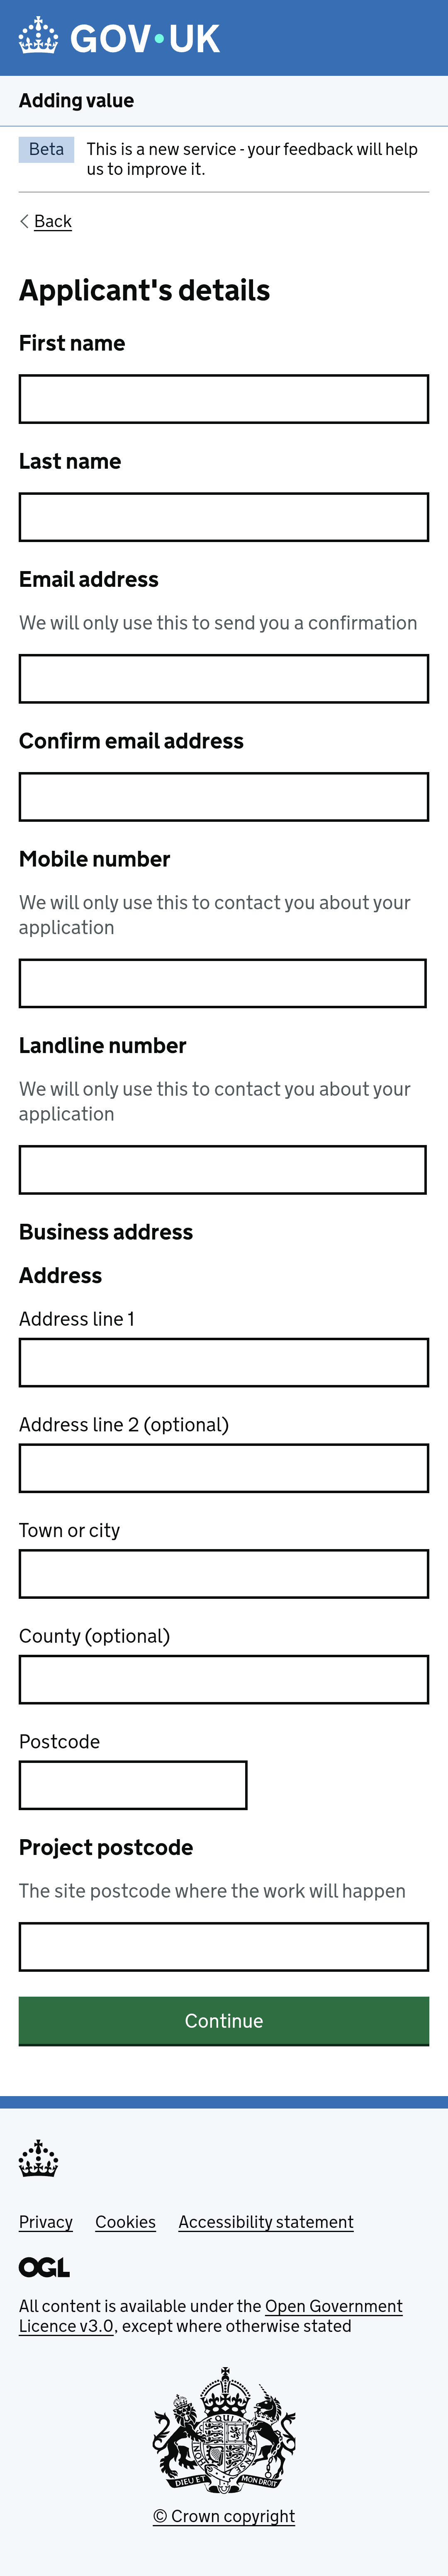 GOV·UK
Adding value
Beta
This is a new service - your feedback will help
us to improve it.
Back
Applicant's details
First name
Last name
Email address
We will only use this to send you a confirmation
Confirm email address
Mobile number
We will only use this to contact you about your
application
Landline number
We will only use this to contact you about your
application
Business address
Address
Address line 1
Address line 2 (optional)
Town or city
County (optional)
Postcode
Project postcode
The site postcode where the work will happen
Continue
Privacy Cookies Accessibility statement
OGL
All content is available under the Open Government
Licence v3.0, except where otherwise stated
DIEU ET MON DROIT
© Crown copyright